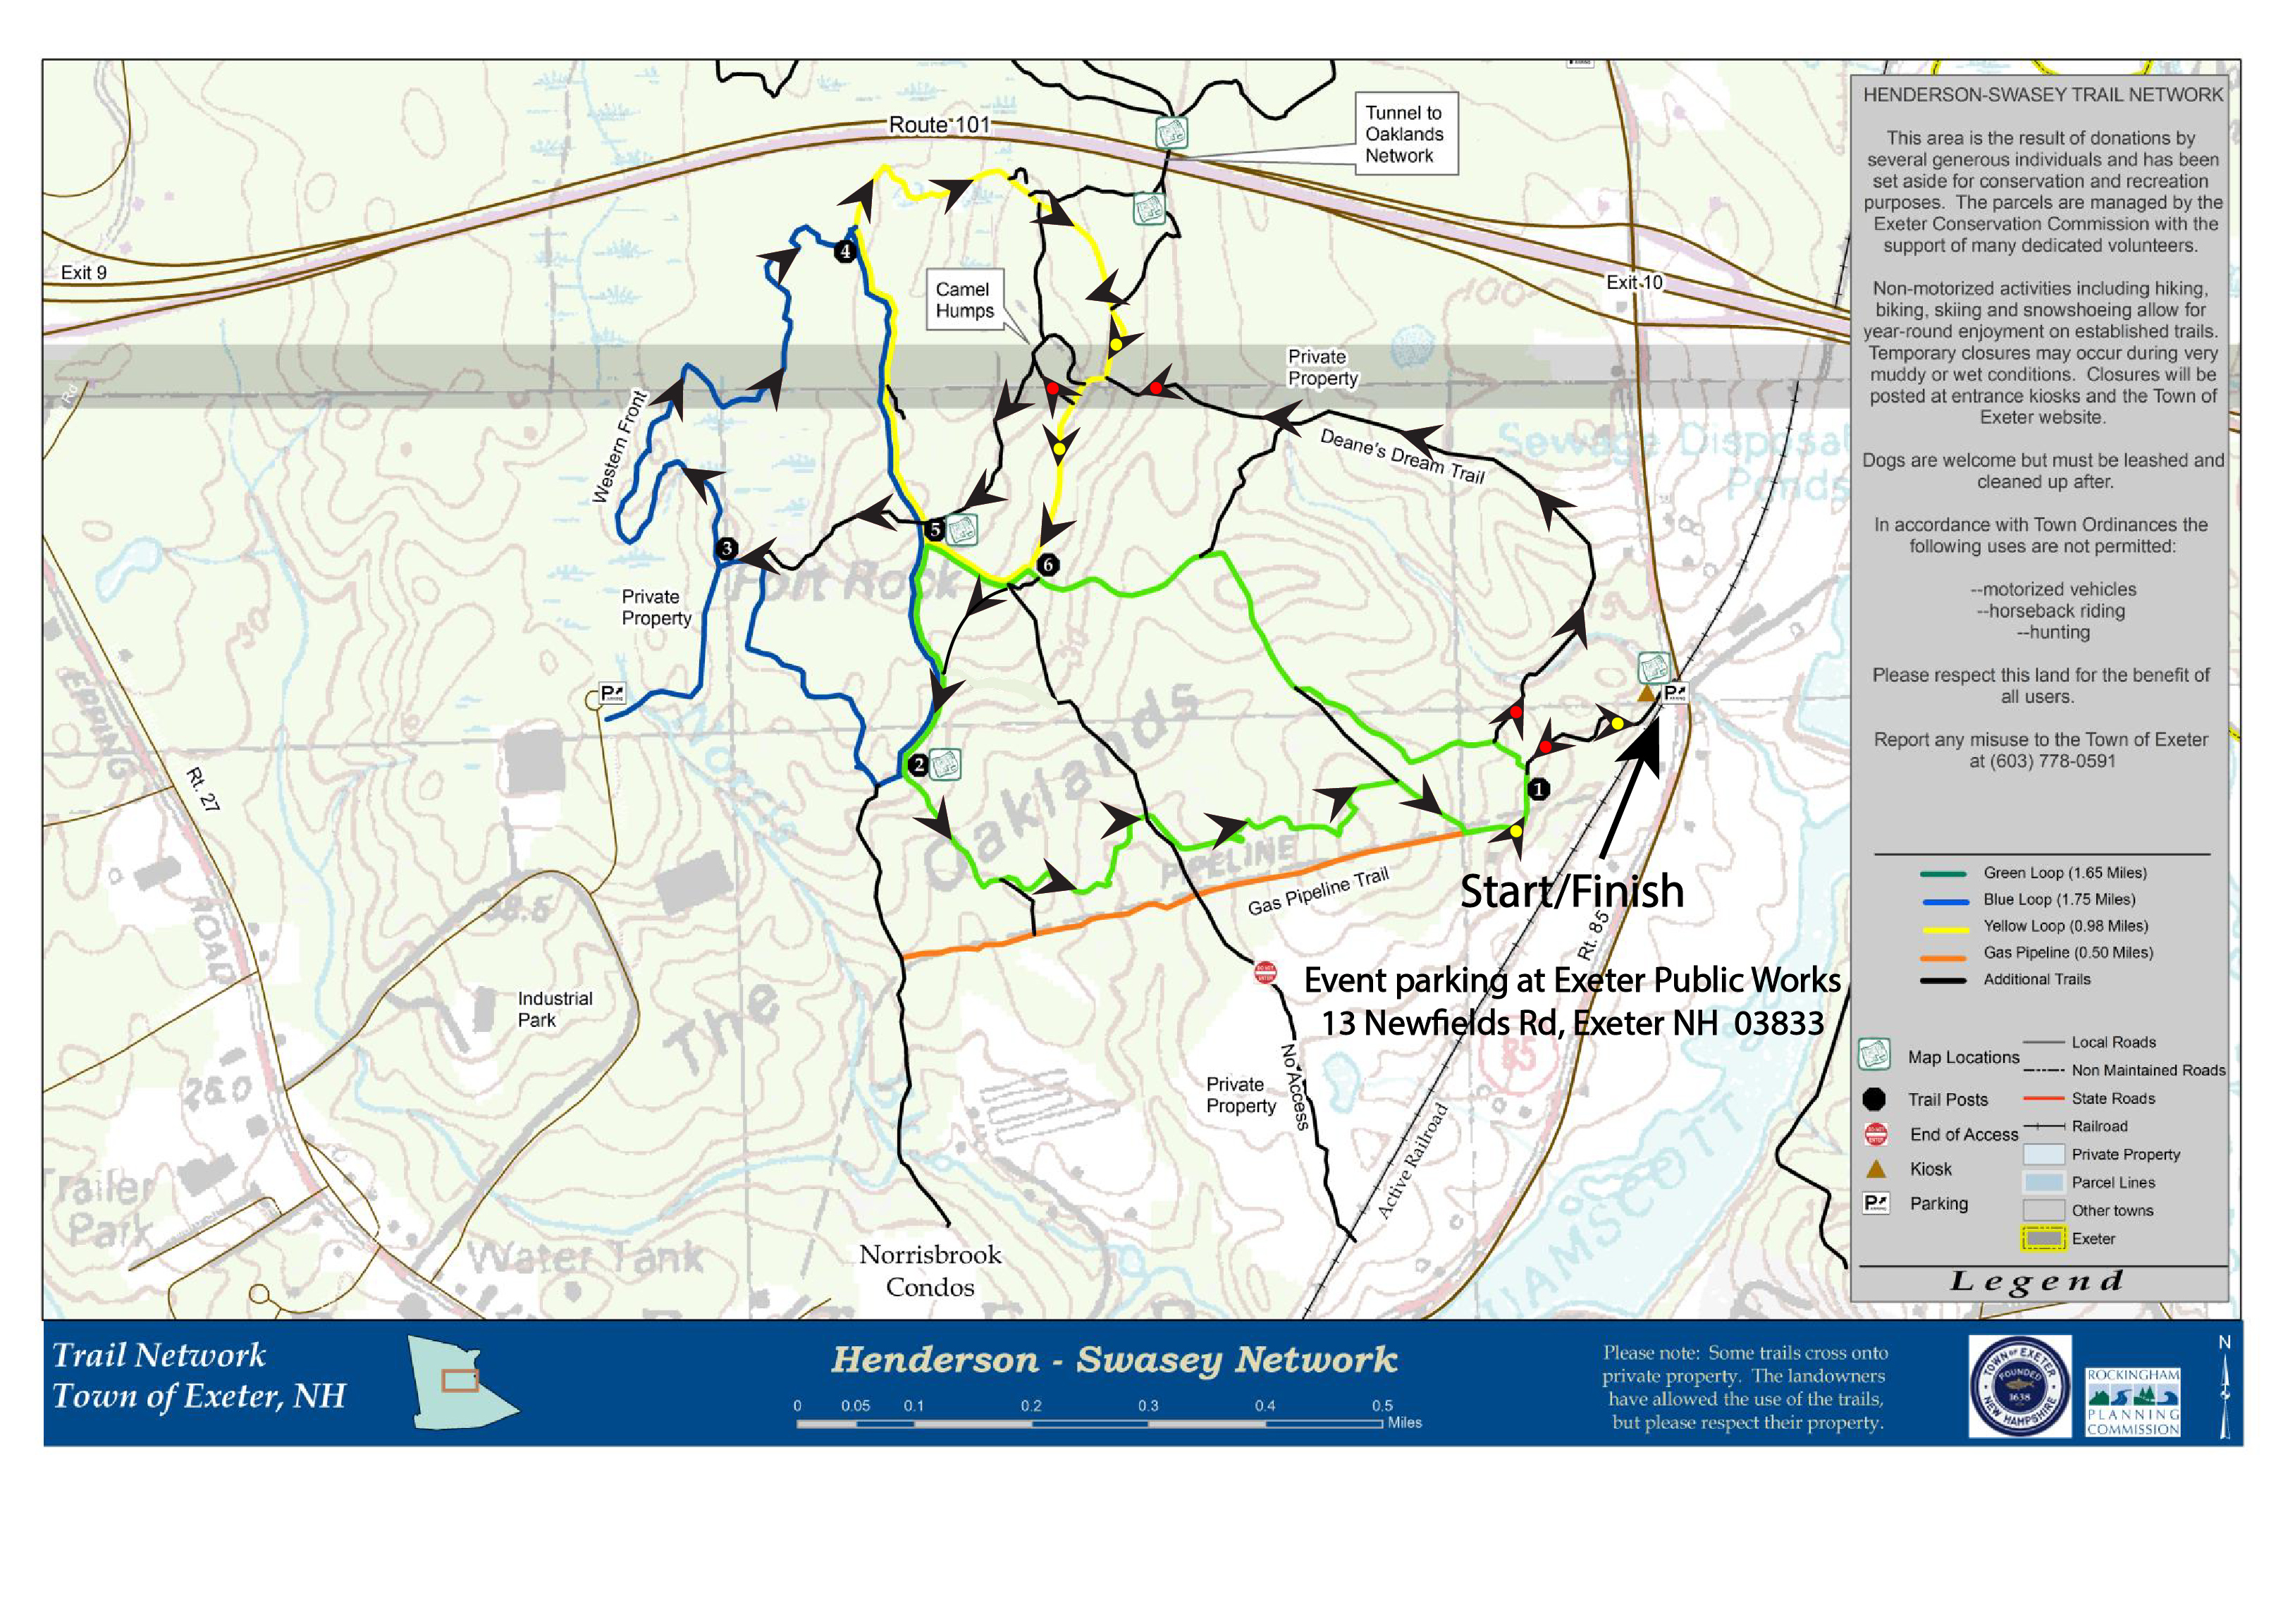 Route 101
Tunnel to
Oaklands
Network
Exit 9
4
Camel
Humps
Exit 10
100
Private
Property
Rd
Western Front
Deane's Dream Trail
Sewage Disposal
Ponds
5
3
6
Fort Rock
Private
Property
P
P
EPPING
ROAD
Rt. 27
Oaklands
2
1
PIPELINE
Gas Pipeline Trail
Start/Finish
Rt. 85
Event parking at Exeter Public Works
13 Newfields Rd, Exeter NH 03833
Industrial
Park
The
85
No Access
Private
Property
Active Railroad
Trailer
Park
Water Tank
Norrisbrook
Condos
HENDERSON-SWASEY TRAIL NETWORK
This area is the result of donations by
several generous individuals and has been
set aside for conservation and recreation
purposes. The parcels are managed by the
Exeter Conservation Commission with the
support of many dedicated volunteers.
Non-motorized activities including hiking,
biking, skiing and snowshoeing allow for
year-round enjoyment on established trails.
Temporary closures may occur during very
muddy or wet conditions. Closures will be
posted at entrance kiosks and the Town of
Exeter website.
Dogs are welcome but must be leashed and
cleaned up after.
In accordance with Town Ordinances the
following uses are not permitted:
--motorized vehicles
--horseback riding
--hunting
Please respect this land for the benefit of
all users.
Report any misuse to the Town of Exeter
at (603) 778-0591
Green Loop (1.65 Miles)
Blue Loop (1.75 Miles)
Yellow Loop (0.98 Miles)
Gas Pipeline (0.50 Miles)
Additional Trails
Map Locations
Trail Posts
End of Access
Kiosk
P Parking
Local Roads
Non Maintained Roads
State Roads
Railroad
Private Property
Parcel Lines
Other towns
Exeter
Legend
Trail Network
Town of Exeter, NH
Henderson - Swasey Network
0 0.05 0.1 0.2 0.3 0.4 0.5
Miles
Please note: Some trails cross onto
private property. The landowners
have allowed the use of the trails,
but please respect their property.
TOWN OF EXETER
FOUNDED
1638
NEW HAMPSHIRE
ROCKINGHAM
PLANNING
COMMISSION
N